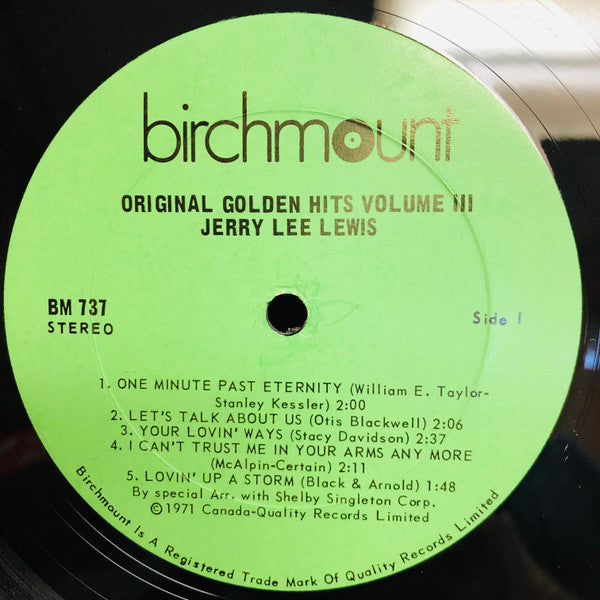 birchmount
ORIGINAL GOLDEN HITS VOLUME III
JERRY LEE LEWIS
BM 737
STEREO
Side 1
1. ONE MINUTE PAST ETERNITY (William E. Taylor-
Stanley Kessler) 2:00
2. LET'S TALK ABOUT US (Otis Blackwell) 2:06
3. YOUR LOVIN' WAYS (Stacy Davidson) 2:37
4. I CAN'T TRUST ME IN YOUR ARMS ANY MORE
(McAlpin-Certain) 2:11
5. LOVIN' UP A STORM (Black & Arnold) 1:48
By special Arr. with Shelby Singleton Corp.
©1971 Canada-Quality Records Limited
Birchmount Is A Registered Trade Mark Of Quality Records Limited